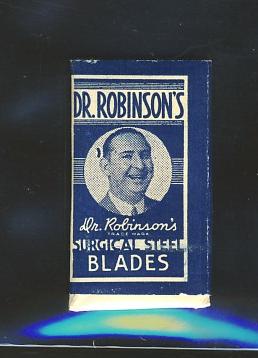 DR. ROBINSON'S
Dr. Robinson's
TRADE MARK
SURGICAL STEEL
BLADES